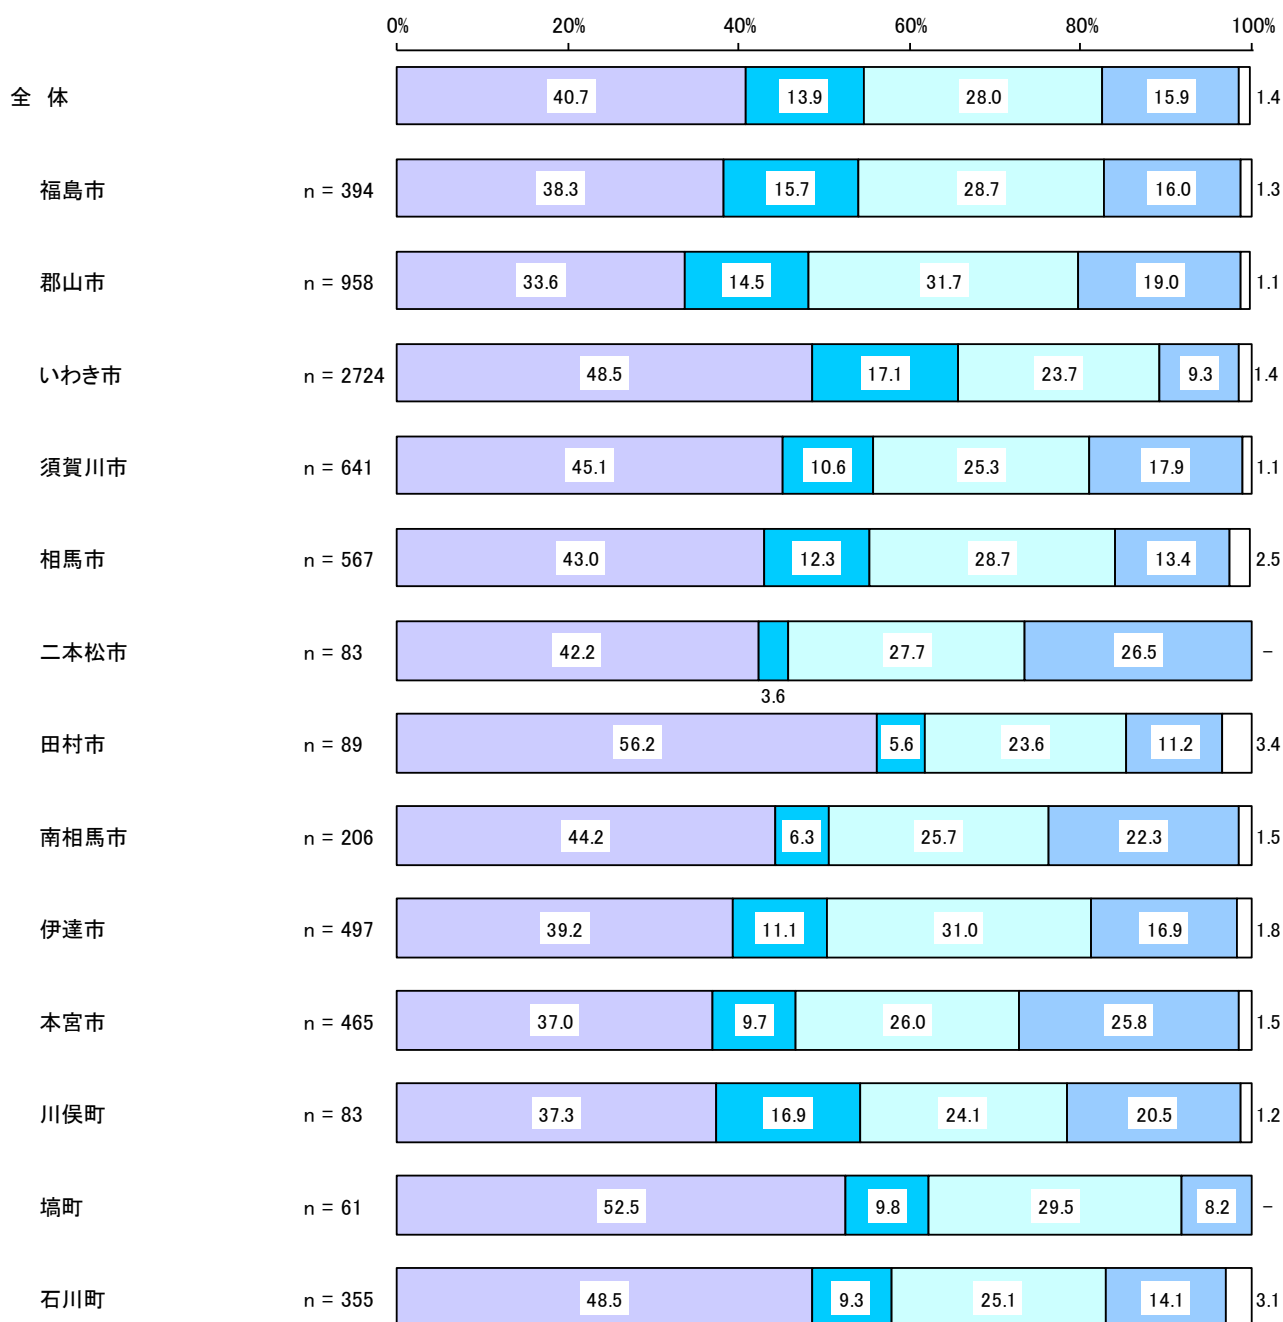 0% 20% 40% 60% 80% 100%
全 体 40.7 13.9 28.0 15.9 1.4
福島市 n = 394 38.3 15.7 28.7 16.0 1.3
郡山市 n = 958 33.6 14.5 31.7 19.0 1.1
いわき市 n = 2724 48.5 17.1 23.7 9.3 1.4
須賀川市 n = 641 45.1 10.6 25.3 17.9 1.1
相馬市 n = 567 43.0 12.3 28.7 13.4 2.5
二本松市 n = 83 42.2 27.7 26.5 -
3.6
田村市 n = 89 56.2 5.6 23.6 11.2 3.4
南相馬市 n = 206 44.2 6.3 25.7 22.3 1.5
伊達市 n = 497 39.2 11.1 31.0 16.9 1.8
本宮市 n = 465 37.0 9.7 26.0 25.8 1.5
川俣町 n = 83 37.3 16.9 24.1 20.5 1.2
塙町 n = 61 52.5 9.8 29.5 8.2 -
石川町 n = 355 48.5 9.3 25.1 14.1 3.1